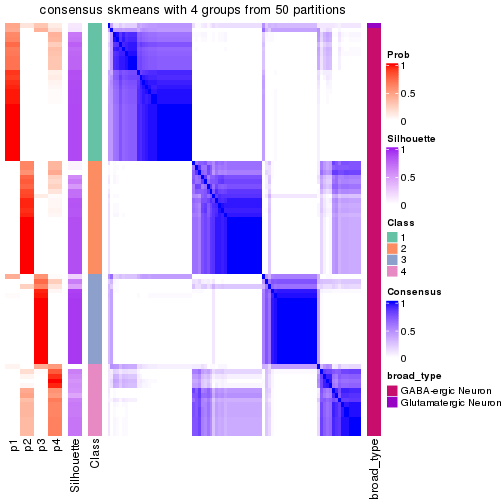 consensus skmeans with 4 groups from 50 partitions
Prob
1
0.5
0
Silhouette
1
0.5
0
Class
1
2
3
4
Consensus
1
0.5
0
broad_type
GABA-ergic Neuron
Glutamatergic Neuron
p1
p2
p3
p4
Silhouette
Class
broad_type